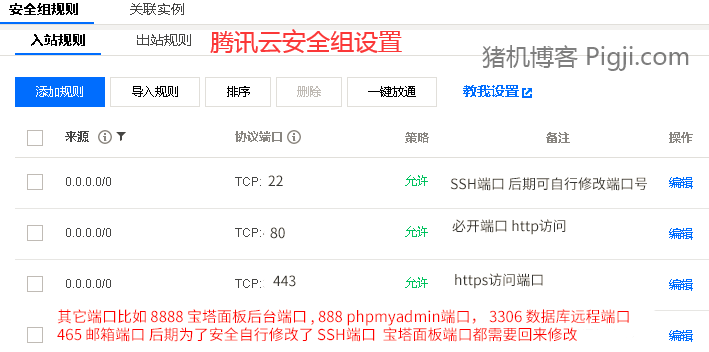 安全组规则 关联实例
入站规则 出站规则 腾讯云安全组设置
猪机博客 Pigji.com
添加规则 导入规则 排序 删除 一键放通 教我设置
来源 协议端口 策略 备注 操作
0.0.0.0/0 TCP: 22 允许 SSH端口 后期可自行修改端口号 编辑
0.0.0.0/0 TCP: 80 允许 必开端口 http访问 编辑
0.0.0.0/0 TCP: 443 允许 https访问端口 编辑
其它端口比如 8888 宝塔面板后台端口 , 888 phpmyadmin端口， 3306 数据库远程端口
465 邮箱端口 后期为了安全自行修改了 SSH端口 宝塔面板端口都需要回来修改 编辑